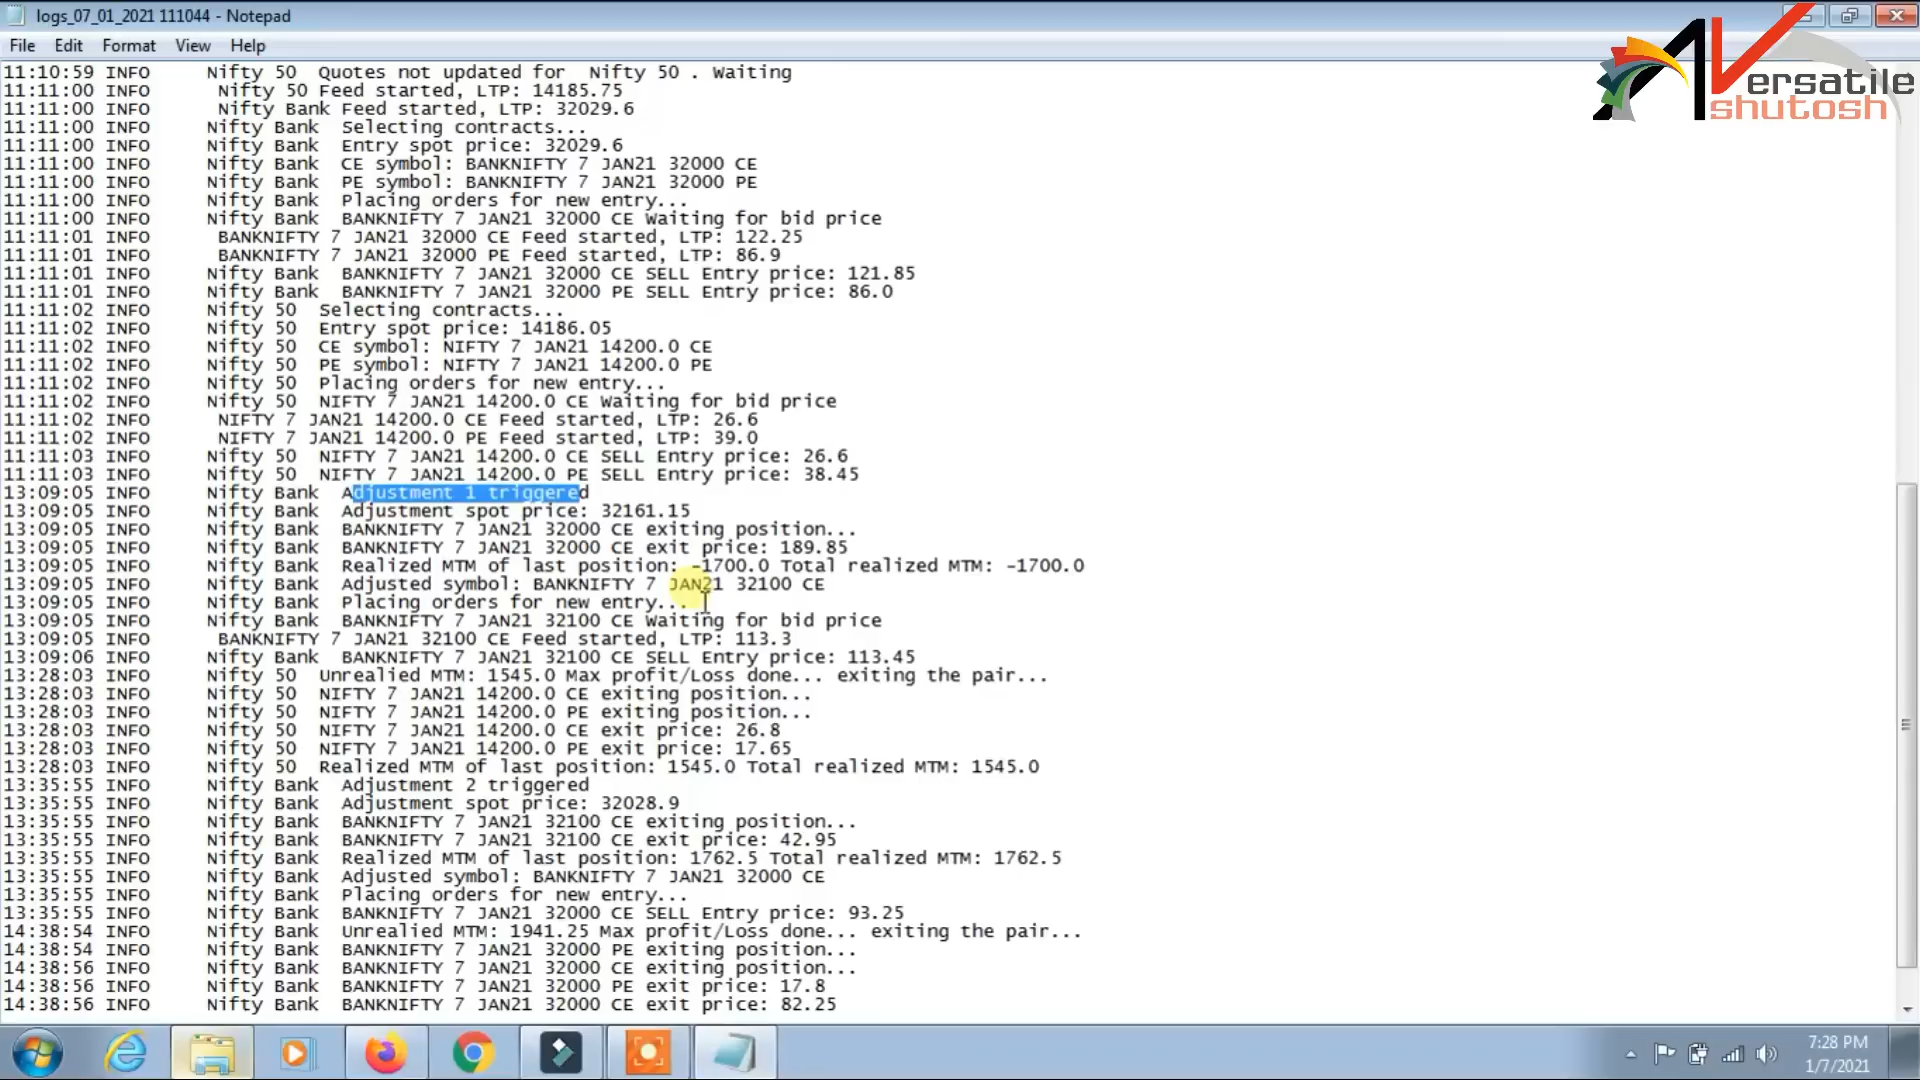 logs_07_01_2021 111044 - Notepad
File Edit Format View Help
Versatile
Ashutosh
11:10:59 INFO Nifty 50 Quotes not updated for Nifty 50 . Waiting
11:11:00 INFO Nifty 50 Feed started, LTP: 14185.75
11:11:00 INFO Nifty Bank Feed started, LTP: 32029.6
11:11:00 INFO Nifty Bank Selecting contracts...
11:11:00 INFO Nifty Bank Entry spot price: 32029.6
11:11:00 INFO Nifty Bank CE symbol: BANKNIFTY 7 JAN21 32000 CE
11:11:00 INFO Nifty Bank PE symbol: BANKNIFTY 7 JAN21 32000 PE
11:11:00 INFO Nifty Bank Placing orders for new entry...
11:11:00 INFO Nifty Bank BANKNIFTY 7 JAN21 32000 CE Waiting for bid price
11:11:01 INFO BANKNIFTY 7 JAN21 32000 CE Feed started, LTP: 122.25
11:11:01 INFO BANKNIFTY 7 JAN21 32000 PE Feed started, LTP: 86.9
11:11:01 INFO Nifty Bank BANKNIFTY 7 JAN21 32000 CE SELL Entry price: 121.85
11:11:01 INFO Nifty Bank BANKNIFTY 7 JAN21 32000 PE SELL Entry price: 86.0
11:11:02 INFO Nifty 50 Selecting contracts...
11:11:02 INFO Nifty 50 Entry spot price: 14186.05
11:11:02 INFO Nifty 50 CE symbol: NIFTY 7 JAN21 14200.0 CE
11:11:02 INFO Nifty 50 PE symbol: NIFTY 7 JAN21 14200.0 PE
11:11:02 INFO Nifty 50 Placing orders for new entry...
11:11:02 INFO Nifty 50 NIFTY 7 JAN21 14200.0 CE Waiting for bid price
11:11:02 INFO NIFTY 7 JAN21 14200.0 CE Feed started, LTP: 26.6
11:11:02 INFO NIFTY 7 JAN21 14200.0 PE Feed started, LTP: 39.0
11:11:03 INFO Nifty 50 NIFTY 7 JAN21 14200.0 CE SELL Entry price: 26.6
11:11:03 INFO Nifty 50 NIFTY 7 JAN21 14200.0 PE SELL Entry price: 38.45
13:09:05 INFO Nifty Bank Adjustment 1 triggered
13:09:05 INFO Nifty Bank Adjustment spot price: 32161.15
13:09:05 INFO Nifty Bank BANKNIFTY 7 JAN21 32000 CE exiting position...
13:09:05 INFO Nifty Bank BANKNIFTY 7 JAN21 32000 CE exit price: 189.85
13:09:05 INFO Nifty Bank Realized MTM of last position: -1700.0 Total realized MTM: -1700.0
13:09:05 INFO Nifty Bank Adjusted symbol: BANKNIFTY 7 JAN21 32100 CE
13:09:05 INFO Nifty Bank Placing orders for new entry...
13:09:05 INFO Nifty Bank BANKNIFTY 7 JAN21 32100 CE Waiting for bid price
13:09:05 INFO BANKNIFTY 7 JAN21 32100 CE Feed started, LTP: 113.3
13:09:06 INFO Nifty Bank BANKNIFTY 7 JAN21 32100 CE SELL Entry price: 113.45
13:28:03 INFO Nifty 50 Unrealied MTM: 1545.0 Max profit/Loss done... exiting the pair...
13:28:03 INFO Nifty 50 NIFTY 7 JAN21 14200.0 CE exiting position...
13:28:03 INFO Nifty 50 NIFTY 7 JAN21 14200.0 PE exiting position...
13:28:03 INFO Nifty 50 NIFTY 7 JAN21 14200.0 CE exit price: 26.8
13:28:03 INFO Nifty 50 NIFTY 7 JAN21 14200.0 PE exit price: 17.65
13:28:03 INFO Nifty 50 Realized MTM of last position: 1545.0 Total realized MTM: 1545.0
13:35:55 INFO Nifty Bank Adjustment 2 triggered
13:35:55 INFO Nifty Bank Adjustment spot price: 32028.9
13:35:55 INFO Nifty Bank BANKNIFTY 7 JAN21 32100 CE exiting position...
13:35:55 INFO Nifty Bank BANKNIFTY 7 JAN21 32100 CE exit price: 42.95
13:35:55 INFO Nifty Bank Realized MTM of last position: 1762.5 Total realized MTM: 1762.5
13:35:55 INFO Nifty Bank Adjusted symbol: BANKNIFTY 7 JAN21 32000 CE
13:35:55 INFO Nifty Bank Placing orders for new entry...
13:35:55 INFO Nifty Bank BANKNIFTY 7 JAN21 32000 CE SELL Entry price: 93.25
14:38:54 INFO Nifty Bank Unrealied MTM: 1941.25 Max profit/Loss done... exiting the pair...
14:38:54 INFO Nifty Bank BANKNIFTY 7 JAN21 32000 PE exiting position...
14:38:56 INFO Nifty Bank BANKNIFTY 7 JAN21 32000 CE exiting position...
14:38:56 INFO Nifty Bank BANKNIFTY 7 JAN21 32000 PE exit price: 17.8
14:38:56 INFO Nifty Bank BANKNIFTY 7 JAN21 32000 CE exit price: 82.25
7:28 PM
1/7/2021